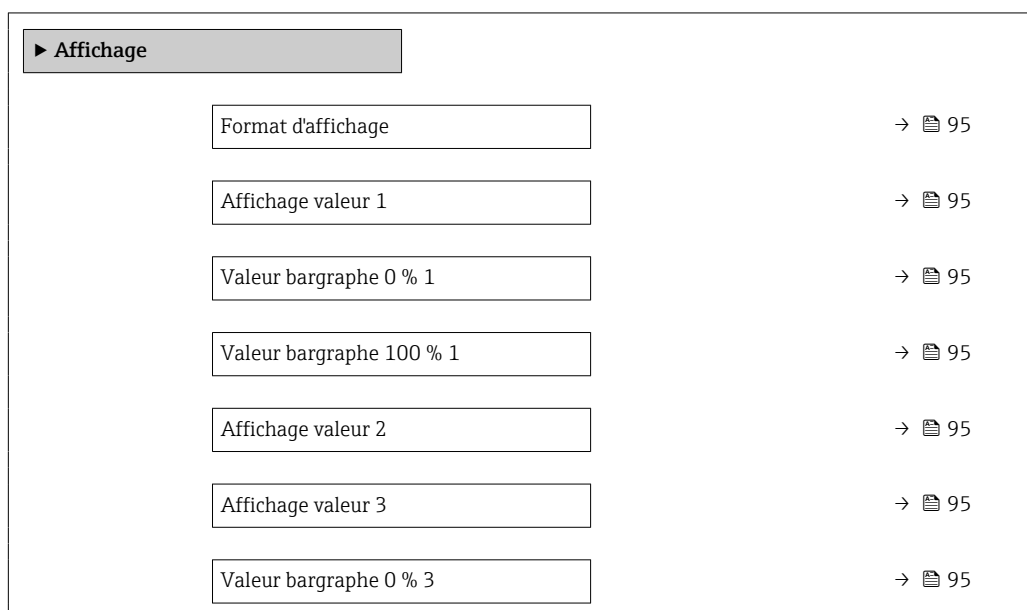 ▶ Affichage
Format d'affichage → 95
Affichage valeur 1 → 95
Valeur bargraphe 0 % 1 → 95
Valeur bargraphe 100 % 1 → 95
Affichage valeur 2 → 95
Affichage valeur 3 → 95
Valeur bargraphe 0 % 3 → 95